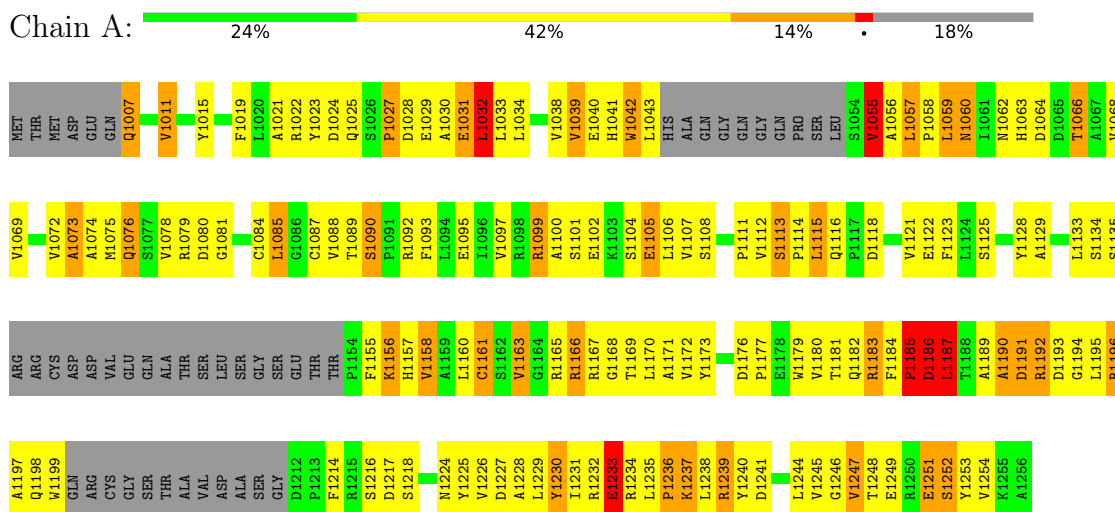 Chain A:
24% 42% 14% • 18%
MET THR MET ASP GLU GLN Q1007 V1011 Y1015 F1019 L1020 A1021 R1022 Y1023 D1024 Q1025 S1026 P1027 D1028 E1029 A1030 E1031 L1032 L1033 L1034 V1038 V1039 E1040 H1041 W1042 L1043 HIS ALA GLN GLY GLN GLY GLN PRO SER LEU S1054 V1055 A1056 L1057 P1058 L1059 N1060 I1061 N1062 H1063 D1064 D1065 T1066 A1067 V1068
V1069 V1072 A1073 A1074 M1075 Q1076 S1077 V1078 R1079 D1080 G1081 C1084 L1085 G1086 C1087 V1088 T1089 S1090 P1091 R1092 F1093 L1094 E1095 I1096 V1097 R1098 R1099 A1100 S1101 E1102 K1103 S1104 E1105 L1106 V1107 S1108 P1111 V1112 S1113 P1114 L1115 Q1116 P1117 D1118 V1121 E1122 F1123 L1124 S1125 Y1128 A1129 L1133 S1134 S1135
ARG ARG CYS ASP ASP VAL GLU GLN ALA THR SER LEU SER GLY SER GLU THR THR P1154 F1155 K1156 H1157 V1158 A1159 L1160 C1161 S1162 V1163 G1164 R1165 R1166 R1167 G1168 T1169 L1170 A1171 V1172 Y1173 D1176 P1177 E1178 W1179 V1180 T1181 Q1182 R1183 F1184 P1185 D1186 L1187 T1188 A1189 A1190 D1191 R1192 D1193 G1194 L1195 R1196
A1197 Q1198 W1199 GLN ARG CYS GLY SER THR ALA VAL ASP ALA SER GLY D1212 P1213 F1214 R1215 S1216 D1217 S1218 N1224 Y1225 V1226 D1227 A1228 L1229 Y1230 I1231 R1232 E1233 R1234 L1235 P1236 K1237 L1238 R1239 Y1240 D1241 L1244 V1245 G1246 V1247 T1248 E1249 R1250 E1251 S1252 Y1253 V1254 K1255 A1256